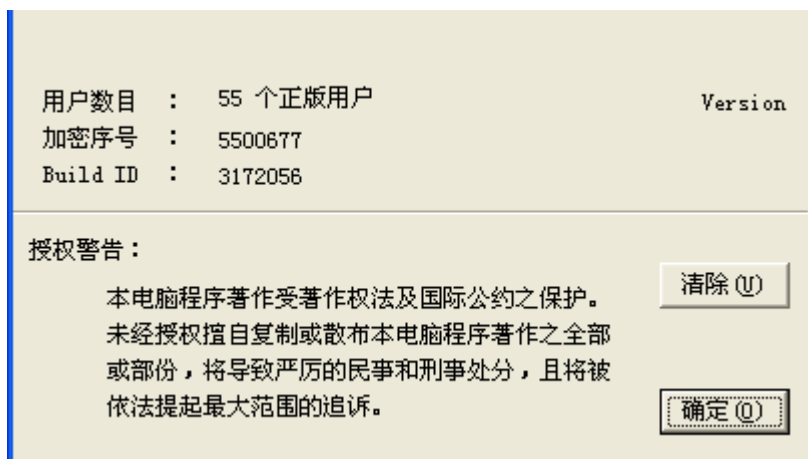 用户数目 : 55 个正版用户 Version
加密序号 : 5500677
Build ID : 3172056
授权警告:
本电脑程序著作受著作权法及国际公约之保护。
未经授权擅自复制或散布本电脑程序著作之全部
或部份,将导致严厉的民事和刑事处分,且将被
依法提起最大范围的追诉。
清除(U)
确定(O)